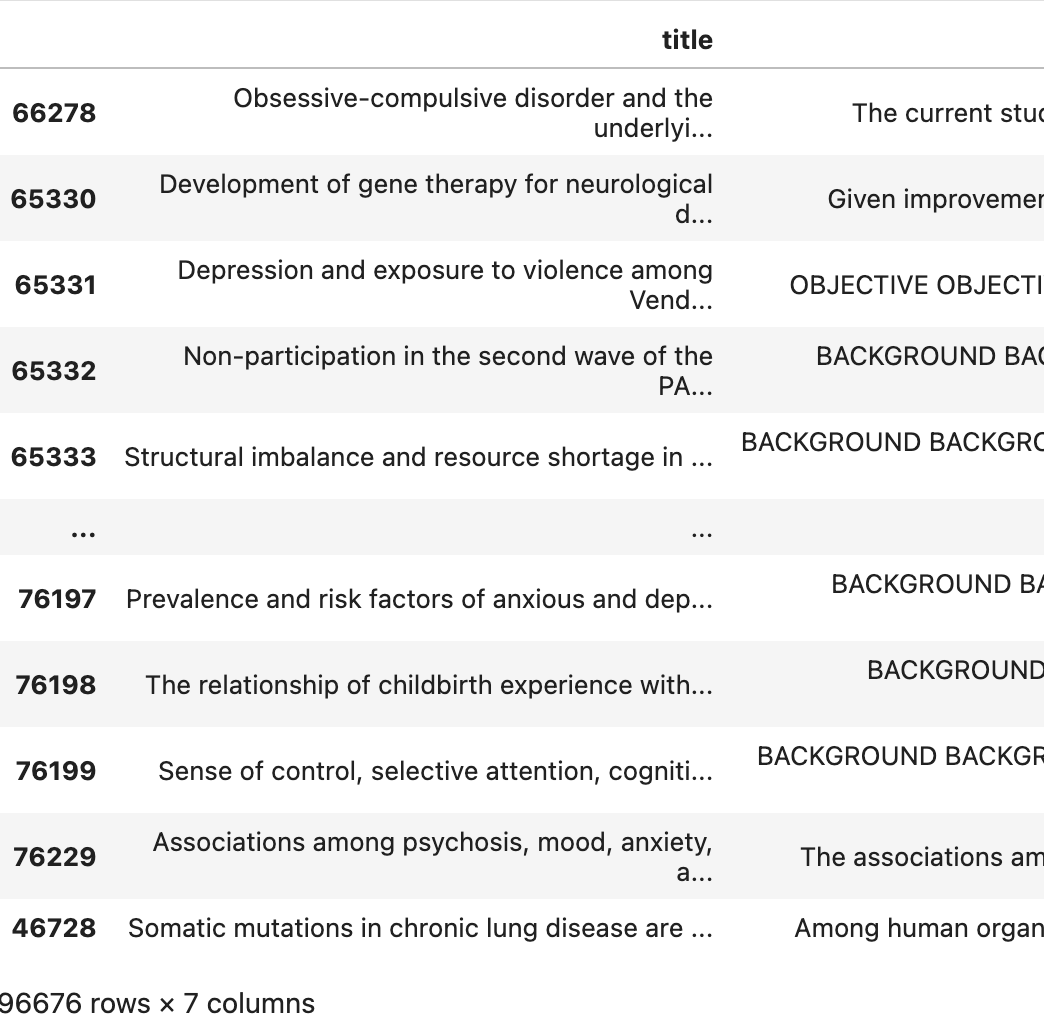 title
66278 Obsessive-compulsive disorder and the underlyi... The current stud
65330 Development of gene therapy for neurological d... Given improvemen
65331 Depression and exposure to violence among Vend... OBJECTIVE OBJECTI
65332 Non-participation in the second wave of the PA... BACKGROUND BAC
65333 Structural imbalance and resource shortage in ... BACKGROUND BACKGRO
... ...
76197 Prevalence and risk factors of anxious and dep... BACKGROUND BA
76198 The relationship of childbirth experience with... BACKGROUND
76199 Sense of control, selective attention, cogniti... BACKGROUND BACKGR
76229 Associations among psychosis, mood, anxiety, a... The associations am
46728 Somatic mutations in chronic lung disease are ... Among human organ
96676 rows × 7 columns